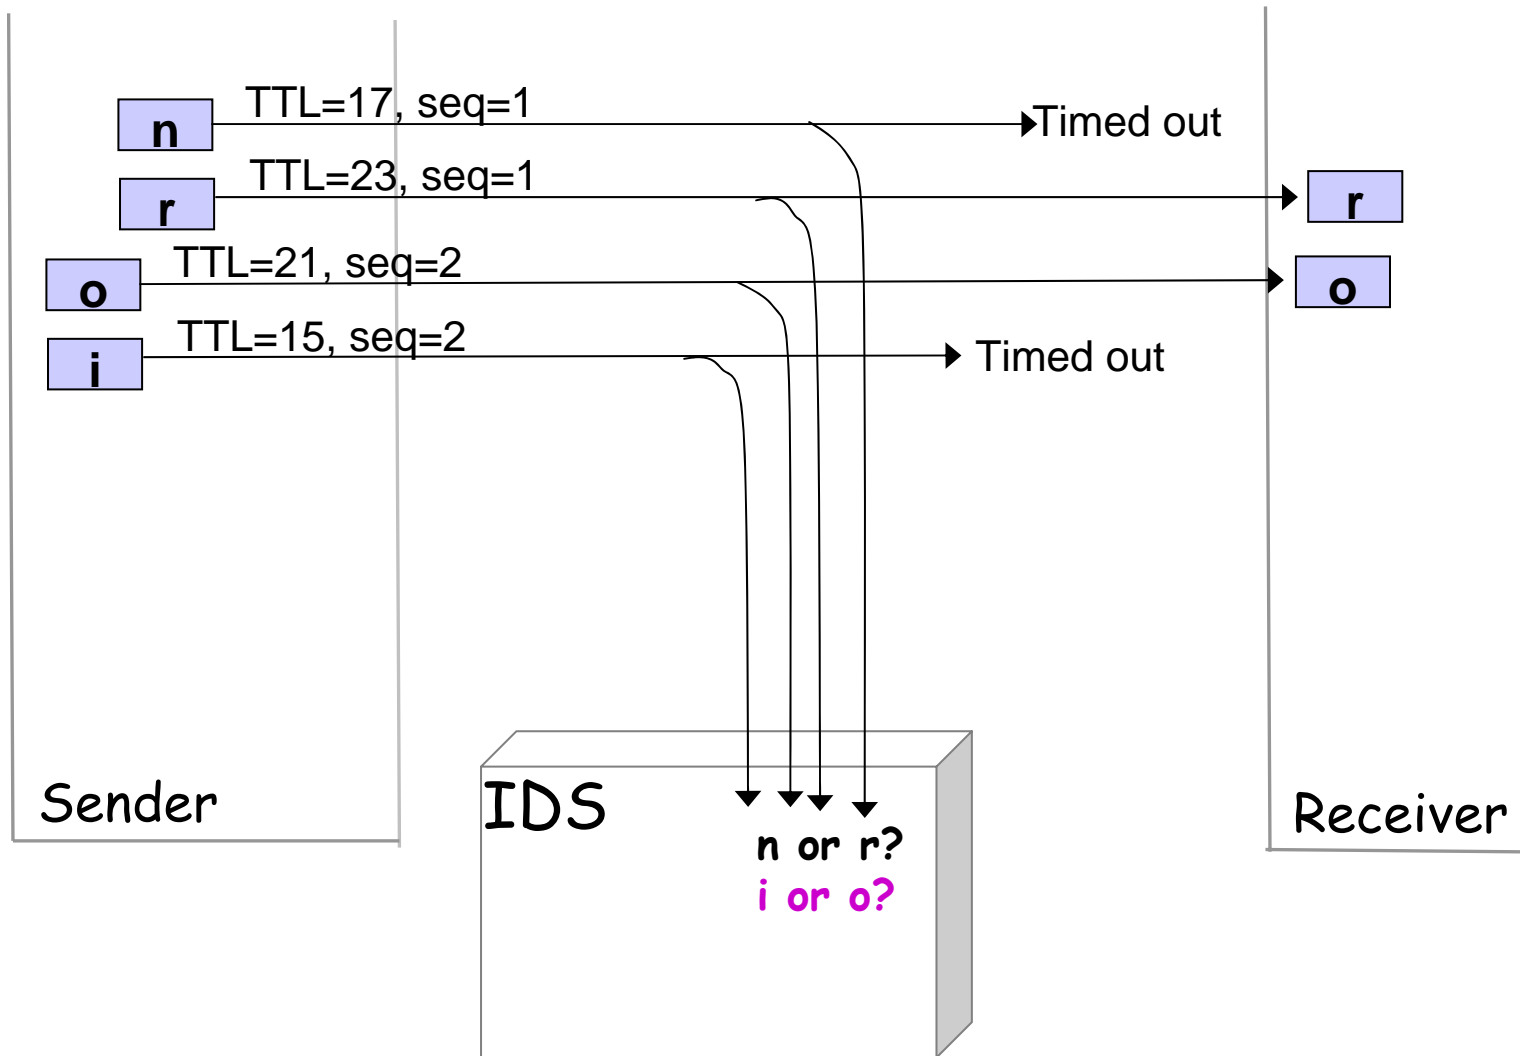 TTL=17, seq=1
n
Timed out
TTL=23, seq=1
r
r
TTL=21, seq=2
o
o
TTL=15, seq=2
i
Timed out
Sender
IDS
Receiver
n or r?
i or o?